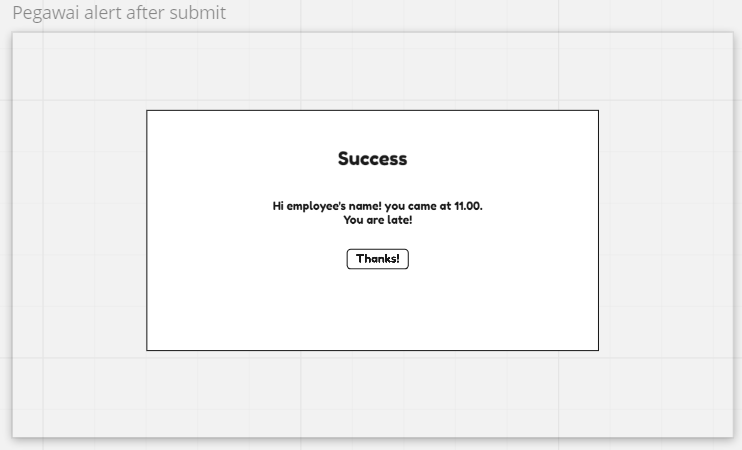 Pegawai alert after submit
Success
Hi employee's name! you came at 11.00.
You are late!
Thanks!